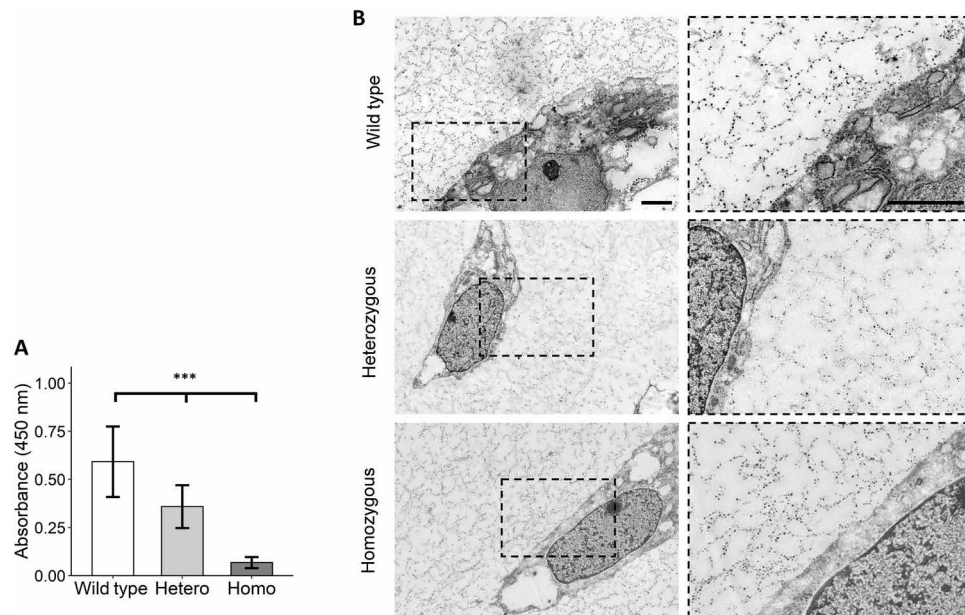 A
Absorbance (450 nm)
1.00
0.75
0.50
0.25
0.00
***
Wild type Hetero Homo
B
Wild type
Heterozygous
Homozygous